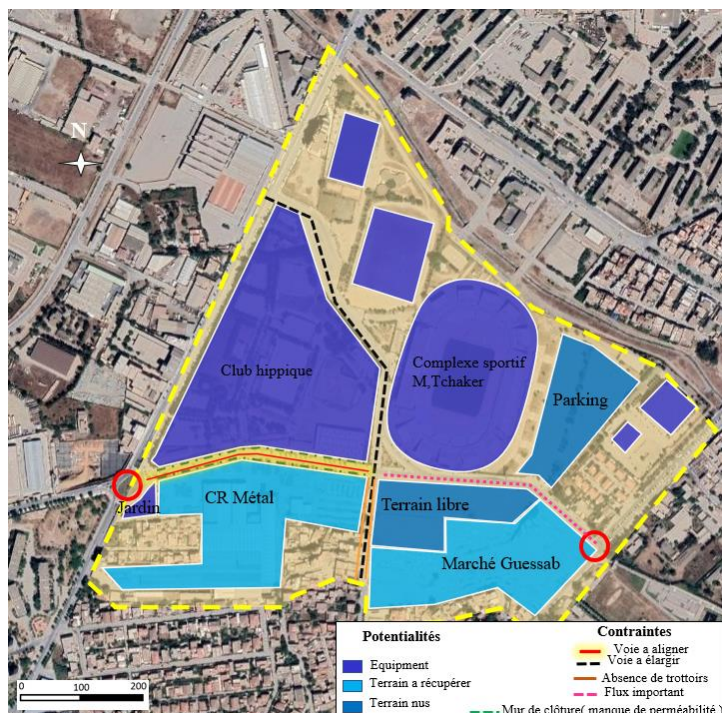 N
Club hippique
Complexe sportif
M,Tchaker
Parking
CR Métal
Jardin
Terrain libre
Marché Guessab
Potentialités
Equipment
Terrain a récupérer
Terrain nus
Contraintes
Voie a aligner
Voie a élargir
Absence de trottoirs
Flux important
Mur de clôture( manque de perméabilité )
0 100 200